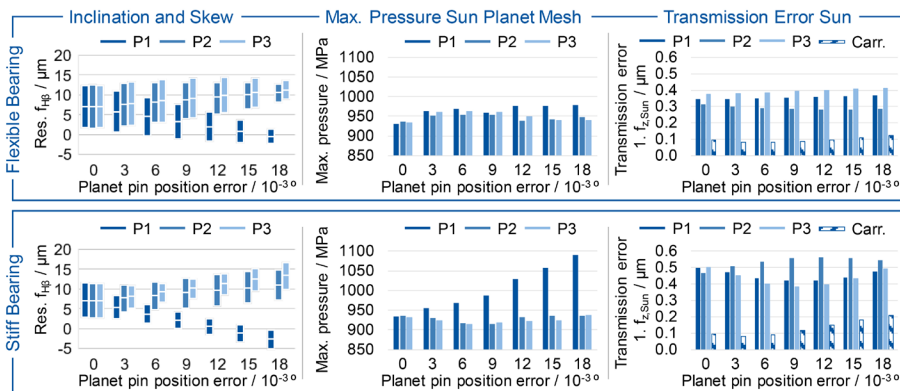 Inclination and Skew
Max. Pressure Sun Planet Mesh
Transmission Error Sun
Flexible Bearing
P1 P2 P3
Res. fHβ / µm
20
15
10
5
0
-5
0 3 6 9 12 15 18
Planet pin position error / 10-3 º
P1 P2 P3
Max. pressure / MPa
1100
1050
1000
950
900
850
0 3 6 9 12 15 18
Planet pin position error / 10-3 º
P1 P2 P3 Carr.
Transmission error
1. fz,Sun / µm
0.6
0.5
0.4
0.3
0.2
0.1
0.0
0 3 6 9 12 15 18
Planet pin position error / 10-3 º
Stiff Bearing
P1 P2 P3
Res. fHβ / µm
20
15
10
5
0
-5
0 3 6 9 12 15 18
Planet pin position error / 10-3 º
P1 P2 P3
Max. pressure / MPa
1100
1050
1000
950
900
850
0 3 6 9 12 15 18
Planet pin position error / 10-3 º
P1 P2 P3 Carr.
Transmission error
1. fz,Sun / µm
0.6
0.5
0.4
0.3
0.2
0.1
0.0
0 3 6 9 12 15 18
Planet pin position error / 10-3 º